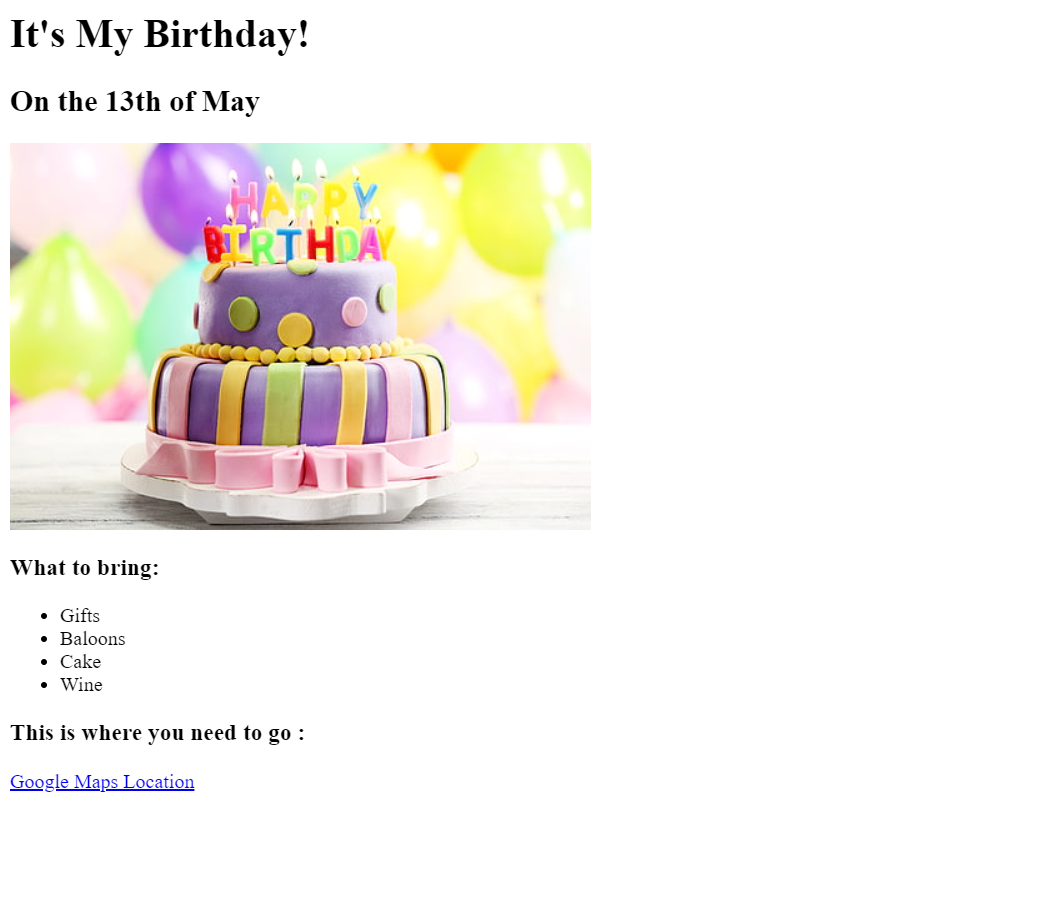 It's My Birthday!
On the 13th of May
HAPPY
BIRTHDAY
What to bring:
Gifts
Baloons
Cake
Wine
This is where you need to go :
Google Maps Location